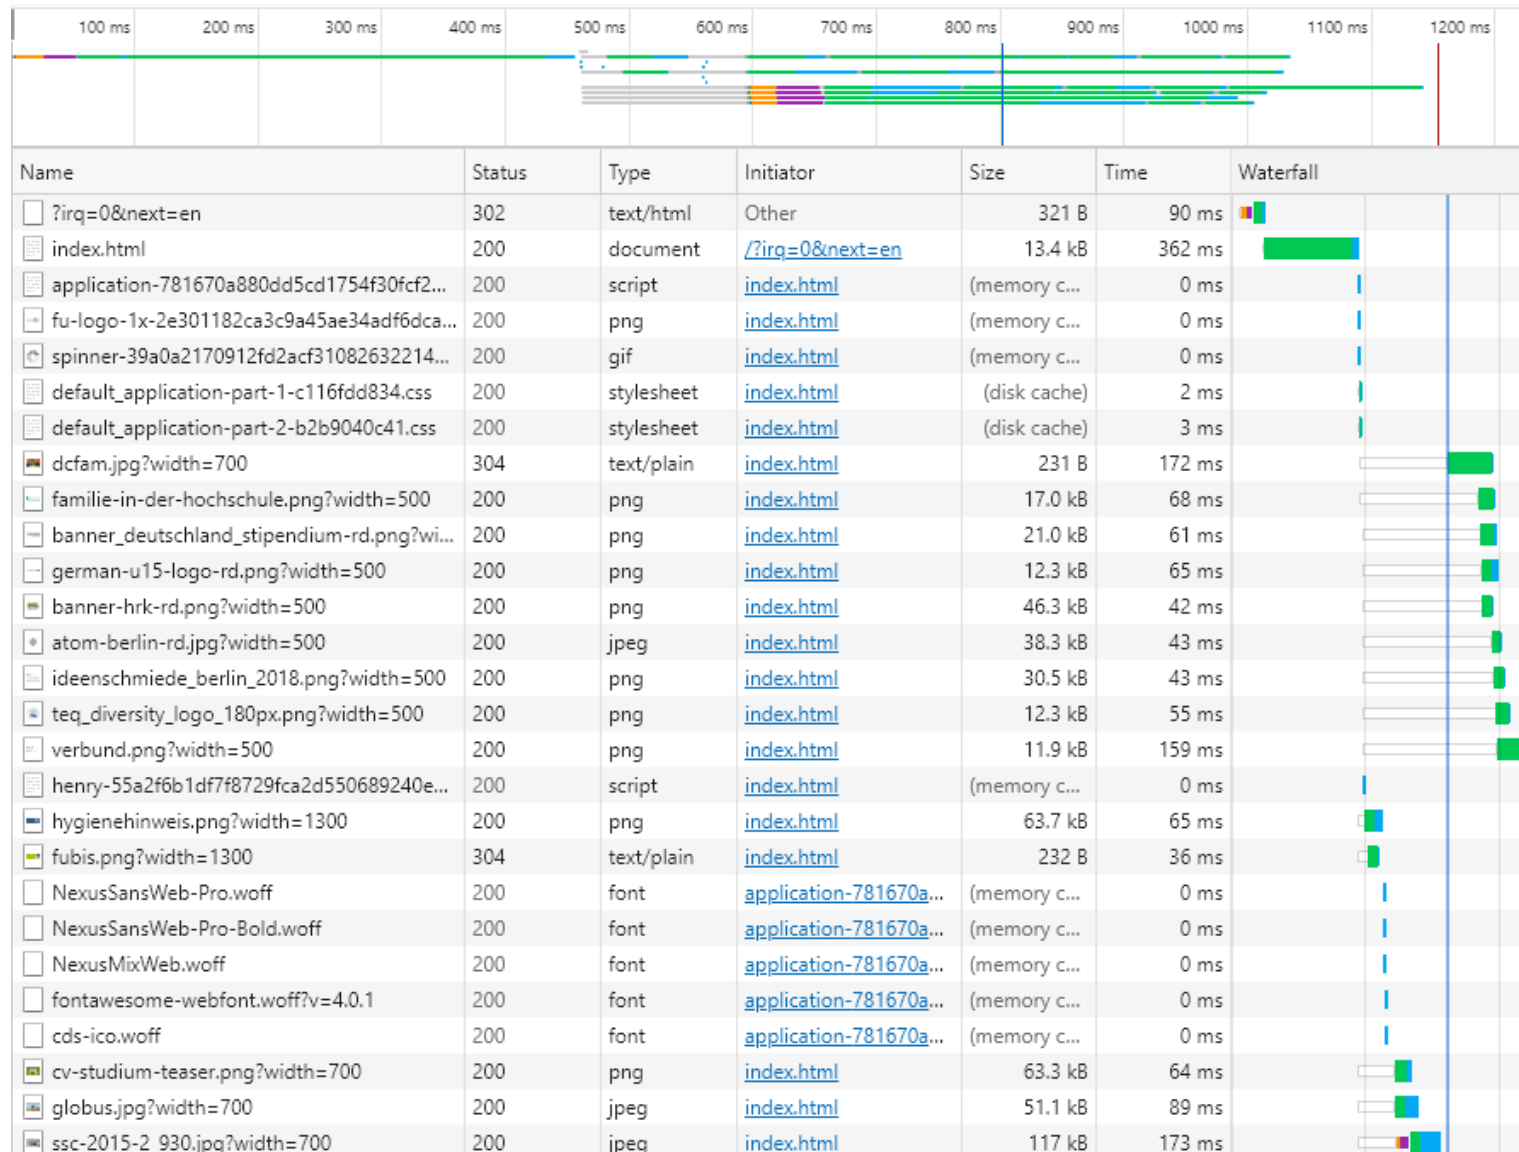 100 ms 200 ms 300 ms 400 ms 500 ms 600 ms 700 ms 800 ms 900 ms 1000 ms 1100 ms 1200 ms
Name Status Type Initiator Size Time Waterfall
?irq=0&next=en 302 text/html Other 321 B 90 ms
index.html 200 document /?irq=0&next=en 13.4 kB 362 ms
application-781670a880dd5cd1754f30fcf2... 200 script index.html (memory c... 0 ms
fu-logo-1x-2e301182ca3c9a45ae34adf6dca... 200 png index.html (memory c... 0 ms
spinner-39a0a2170912fd2acf31082632214... 200 gif index.html (memory c... 0 ms
default_application-part-1-c116fdd834.css 200 stylesheet index.html (disk cache) 2 ms
default_application-part-2-b2b9040c41.css 200 stylesheet index.html (disk cache) 3 ms
dcfam.jpg?width=700 304 text/plain index.html 231 B 172 ms
familie-in-der-hochschule.png?width=500 200 png index.html 17.0 kB 68 ms
banner_deutschland_stipendium-rd.png?wi... 200 png index.html 21.0 kB 61 ms
german-u15-logo-rd.png?width=500 200 png index.html 12.3 kB 65 ms
banner-hrk-rd.png?width=500 200 png index.html 46.3 kB 42 ms
atom-berlin-rd.jpg?width=500 200 jpeg index.html 38.3 kB 43 ms
ideenschmiede_berlin_2018.png?width=500 200 png index.html 30.5 kB 43 ms
teq_diversity_logo_180px.png?width=500 200 png index.html 12.3 kB 55 ms
verbund.png?width=500 200 png index.html 11.9 kB 159 ms
henry-55a2f6b1df7f8729fca2d550689240e... 200 script index.html (memory c... 0 ms
hygienehinweis.png?width=1300 200 png index.html 63.7 kB 65 ms
fubis.png?width=1300 304 text/plain index.html 232 B 36 ms
NexusSansWeb-Pro.woff 200 font application-781670a... (memory c... 0 ms
NexusSansWeb-Pro-Bold.woff 200 font application-781670a... (memory c... 0 ms
NexusMixWeb.woff 200 font application-781670a... (memory c... 0 ms
fontawesome-webfont.woff?v=4.0.1 200 font application-781670a... (memory c... 0 ms
cds-ico.woff 200 font application-781670a... (memory c... 0 ms
cv-studium-teaser.png?width=700 200 png index.html 63.3 kB 64 ms
globus.jpg?width=700 200 jpeg index.html 51.1 kB 89 ms
ssc-2015-2_930.jpg?width=700 200 jpeg index.html 117 kB 173 ms